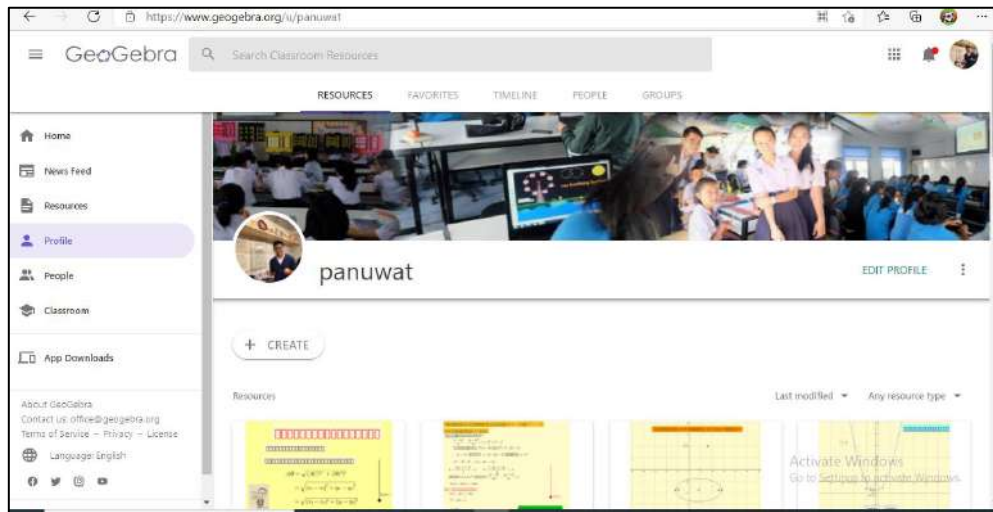 https://www.geogebra.org/u/panuwat
GeoGebra
Search Classroom Resources
RESOURCES FAVORITES TIMELINE PEOPLE GROUPS
Home
News Feed
Resources
Profile
People
Classroom
App Downloads
About GeoGebra
Contact us: office@geogebra.org
Terms of Service – Privacy – License
Language: English
panuwat
EDIT PROFILE
+ CREATE
Resources
Last modified
Any resource type
Activate Windows
Go to Settings to activate Windows.